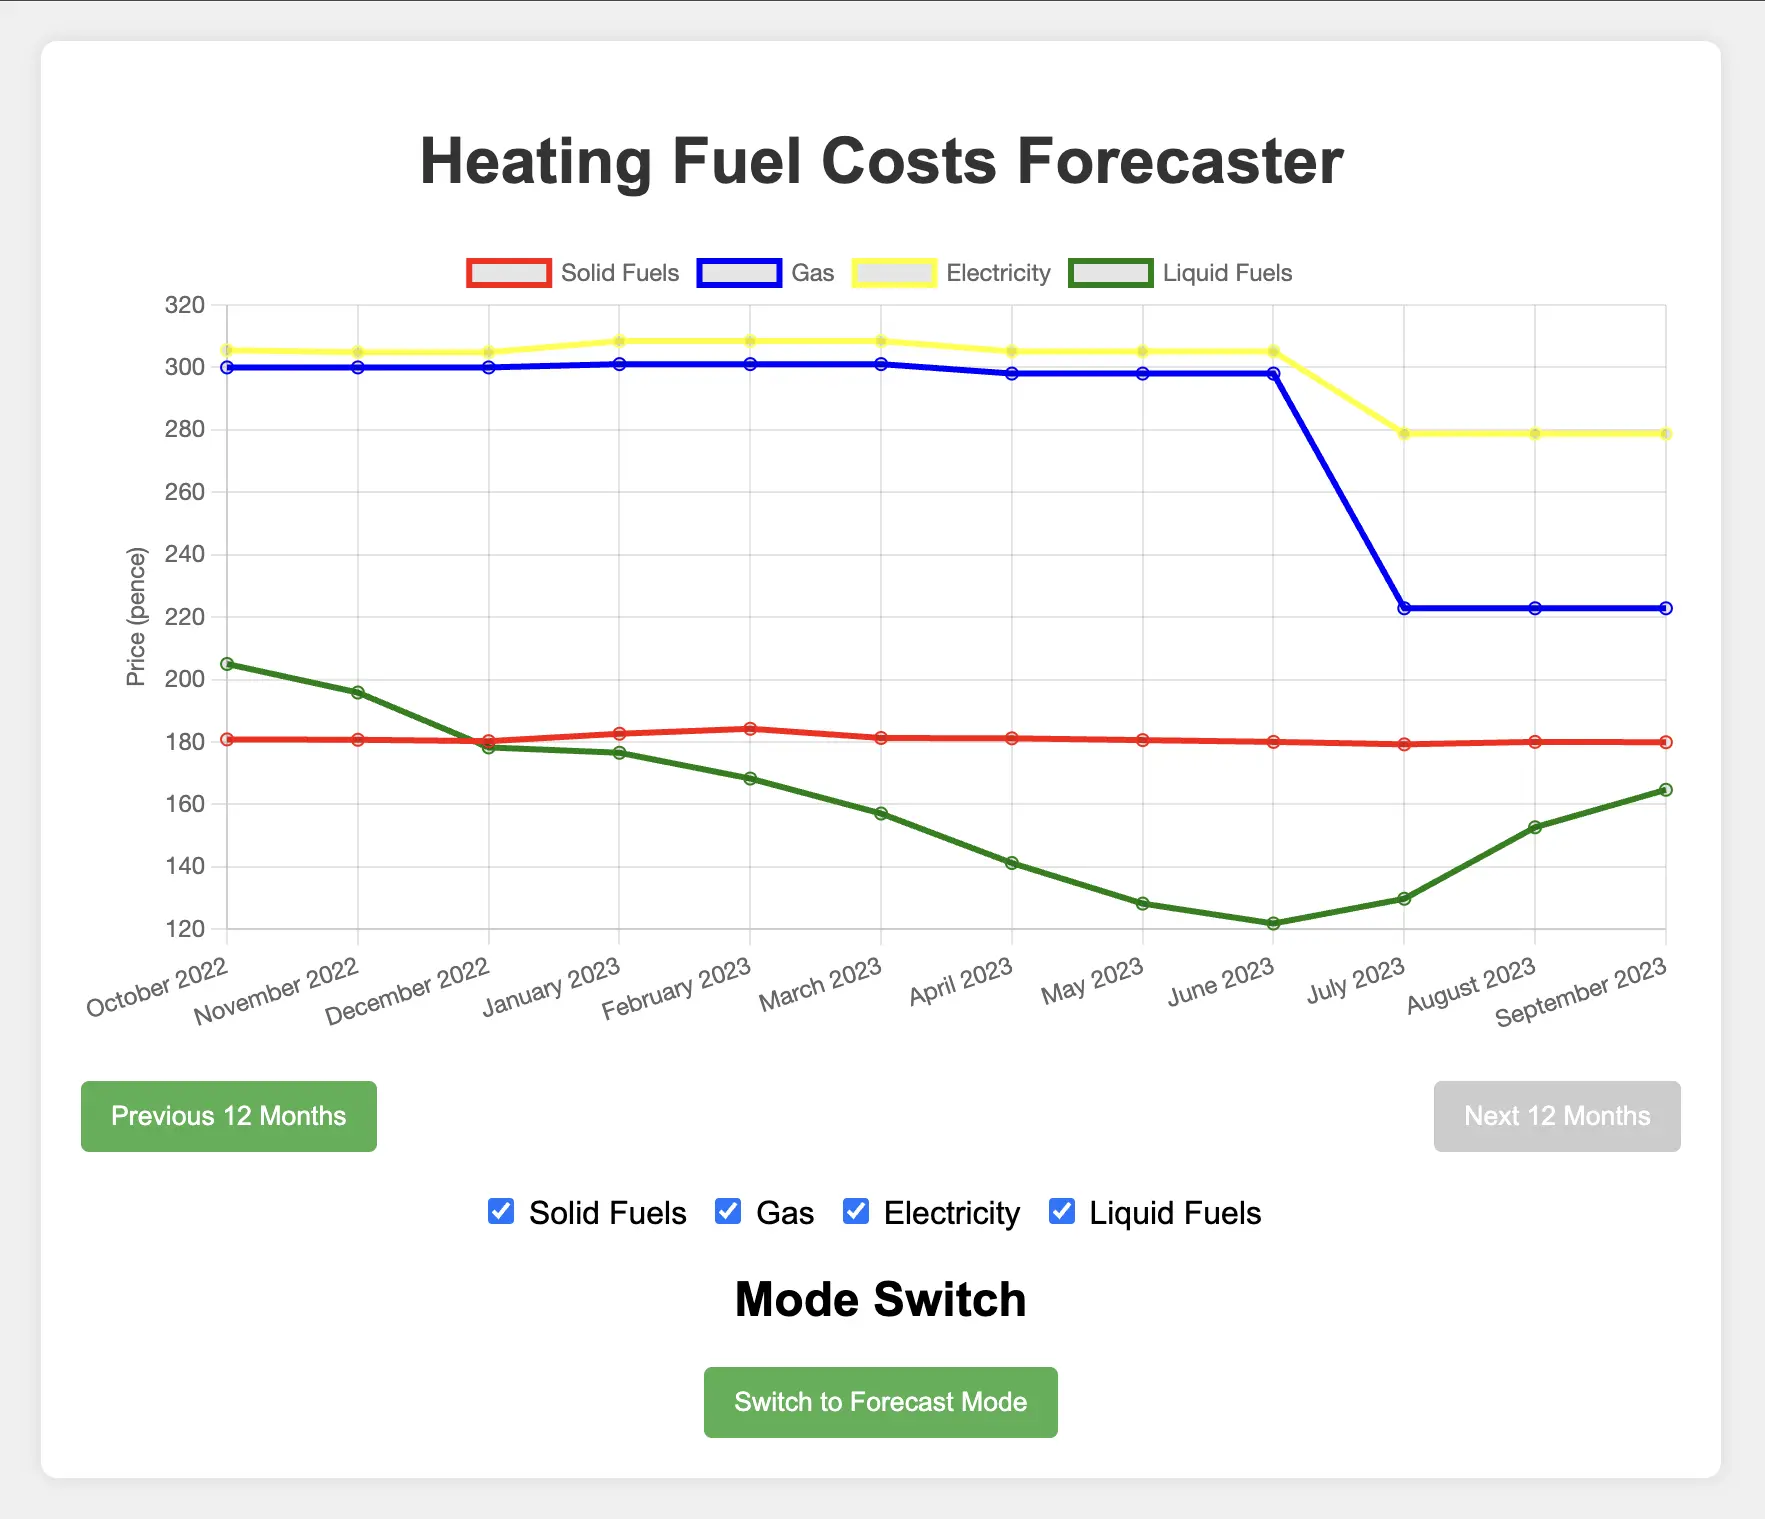 Heating Fuel Costs Forecaster
Solid Fuels Gas Electricity Liquid Fuels
320
300
280
260
240
220
200
180
160
140
120
Price (pence)
October 2022
November 2022
December 2022
January 2023
February 2023
March 2023
April 2023
May 2023
June 2023
July 2023
August 2023
September 2023
Previous 12 Months
Next 12 Months
Solid Fuels Gas Electricity Liquid Fuels
Mode Switch
Switch to Forecast Mode